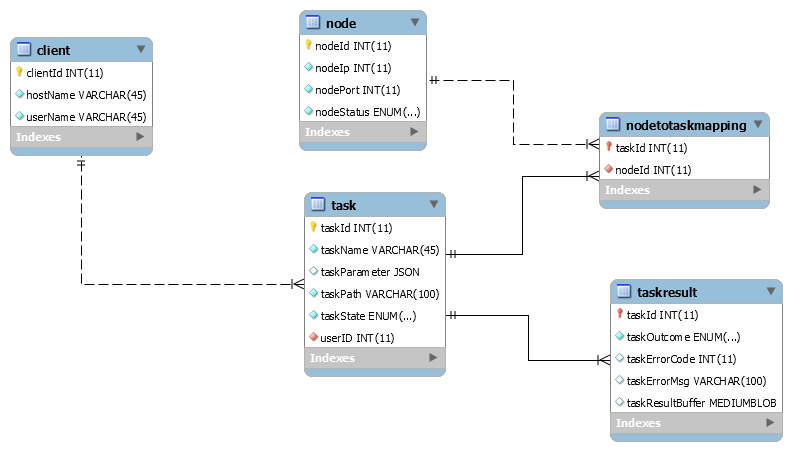 client
clientId INT(11)
hostName VARCHAR(45)
userName VARCHAR(45)
Indexes
node
nodeId INT(11)
nodeIp INT(11)
nodePort INT(11)
nodeStatus ENUM(...)
Indexes
nodetotaskmapping
taskId INT(11)
nodeId INT(11)
Indexes
task
taskId INT(11)
taskName VARCHAR(45)
taskParameter JSON
taskPath VARCHAR(100)
taskState ENUM(...)
userID INT(11)
Indexes
taskresult
taskId INT(11)
taskOutcome ENUM(...)
taskErrorCode INT(11)
taskErrorMsg VARCHAR(100)
taskResultBuffer MEDIUMBLOB
Indexes